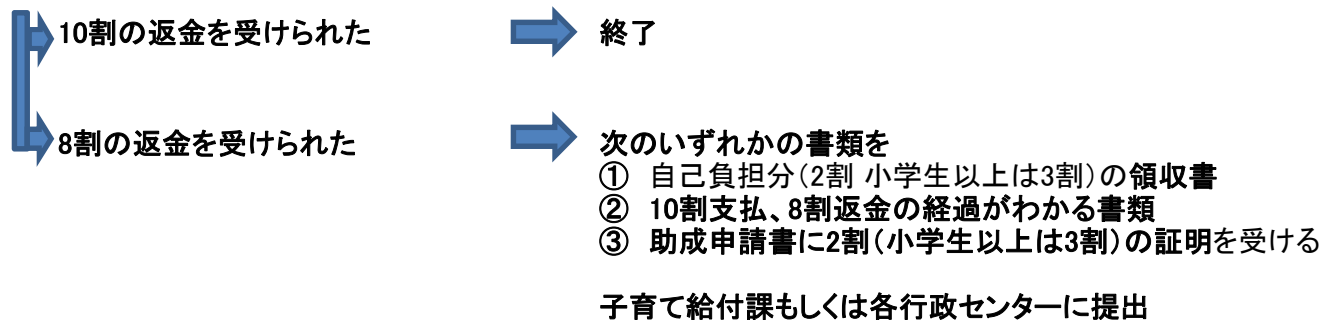 10割の返金を受けられた 終了
8割の返金を受けられた 次のいずれかの書類を
① 自己負担分(2割 小学生以上は3割)の領収書
② 10割支払、8割返金の経過がわかる書類
③ 助成申請書に2割(小学生以上は3割)の証明を受ける
子育て給付課もしくは各行政センターに提出